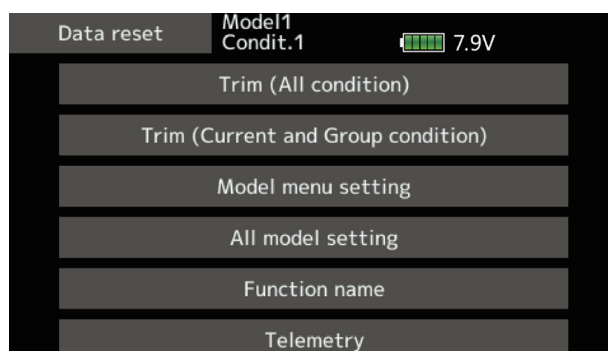 Data reset
Model1
Condit.1
7.9V
Trim (All condition)
Trim (Current and Group condition)
Model menu setting
All model setting
Function name
Telemetry